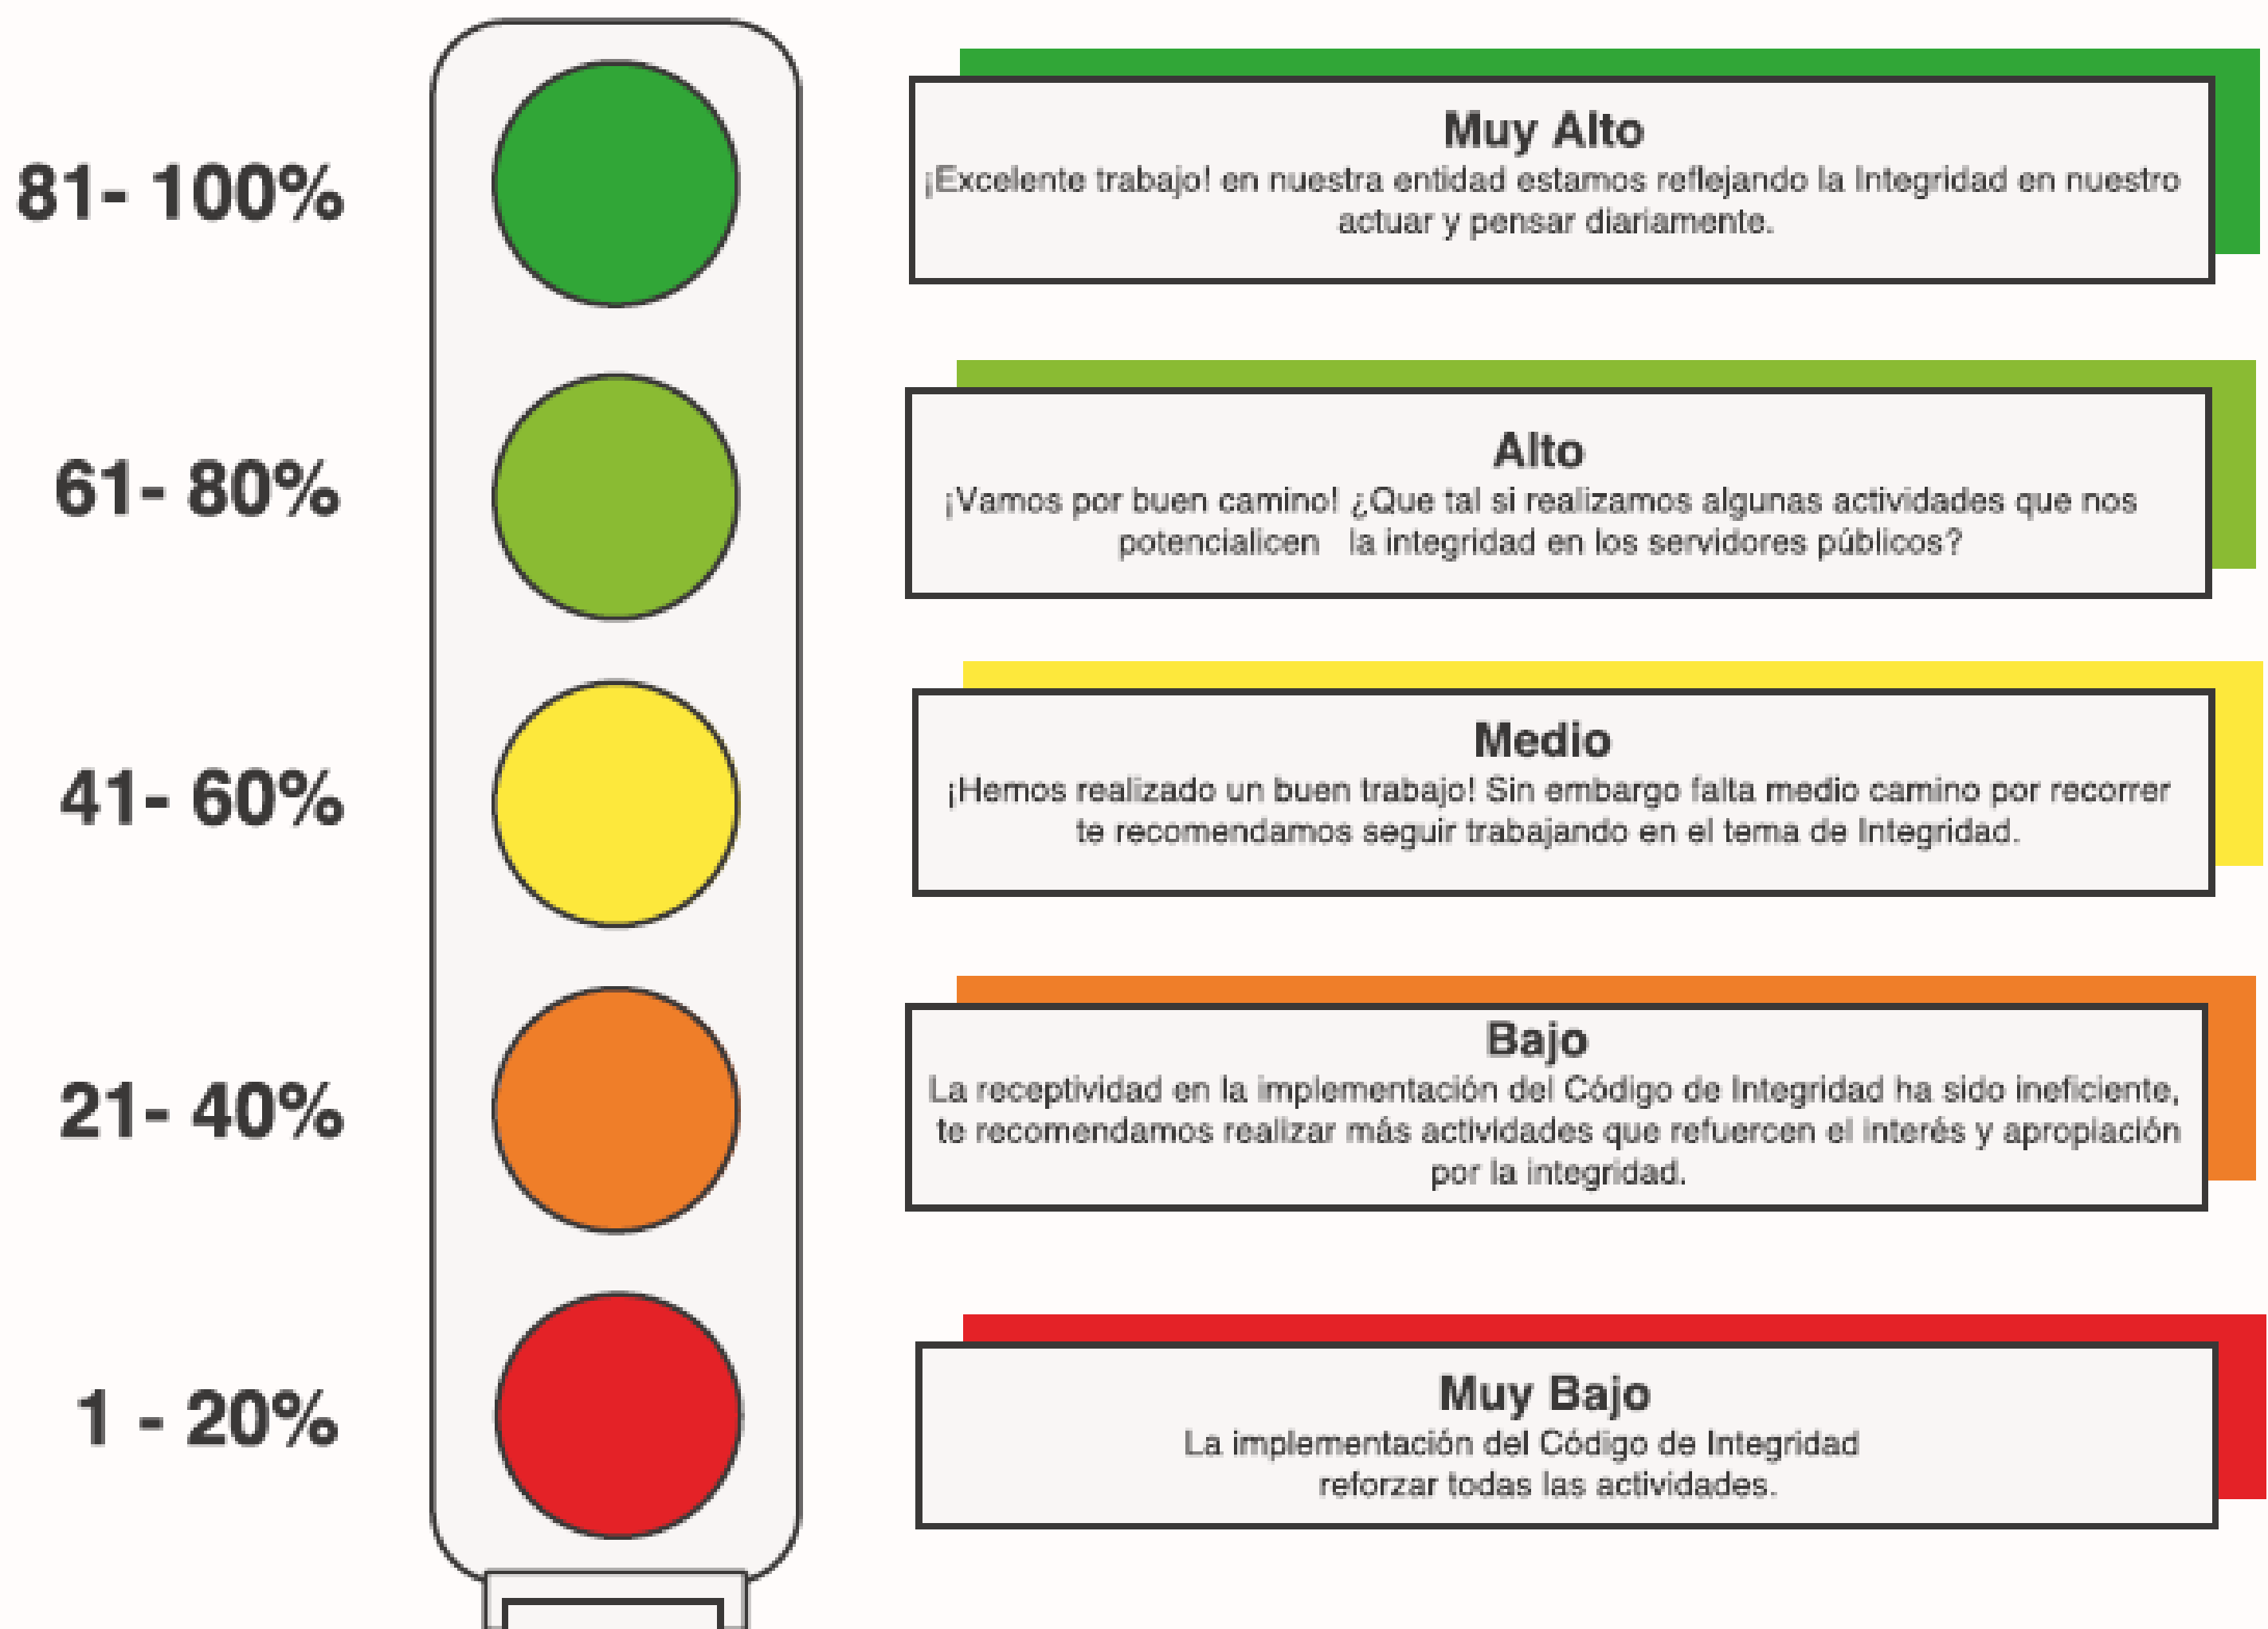 81- 100%
Muy Alto
¡Excelente trabajo! en nuestra entidad estamos reflejando la Integridad en nuestro
actuar y pensar diariamente.
61- 80%
Alto
¡Vamos por buen camino! ¿Que tal si realizamos algunas actividades que nos
potencialicen la integridad en los servidores públicos?
41- 60%
Medio
¡Hemos realizado un buen trabajo! Sin embargo falta medio camino por recorrer
te recomendamos seguir trabajando en el tema de Integridad.
21- 40%
Bajo
La receptividad en la implementación del Código de Integridad ha sido ineficiente,
te recomendamos realizar más actividades que refuercen el interés y apropiación
por la integridad.
1 - 20%
Muy Bajo
La implementación del Código de Integridad
reforzar todas las actividades.